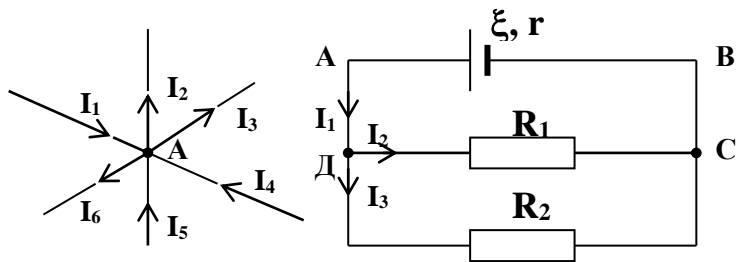 I₁
I₂
I₃
A
I₄
I₅
I₆
ξ, r
А
В
I₁
I₂
R₁
Д
С
I₃
R₂